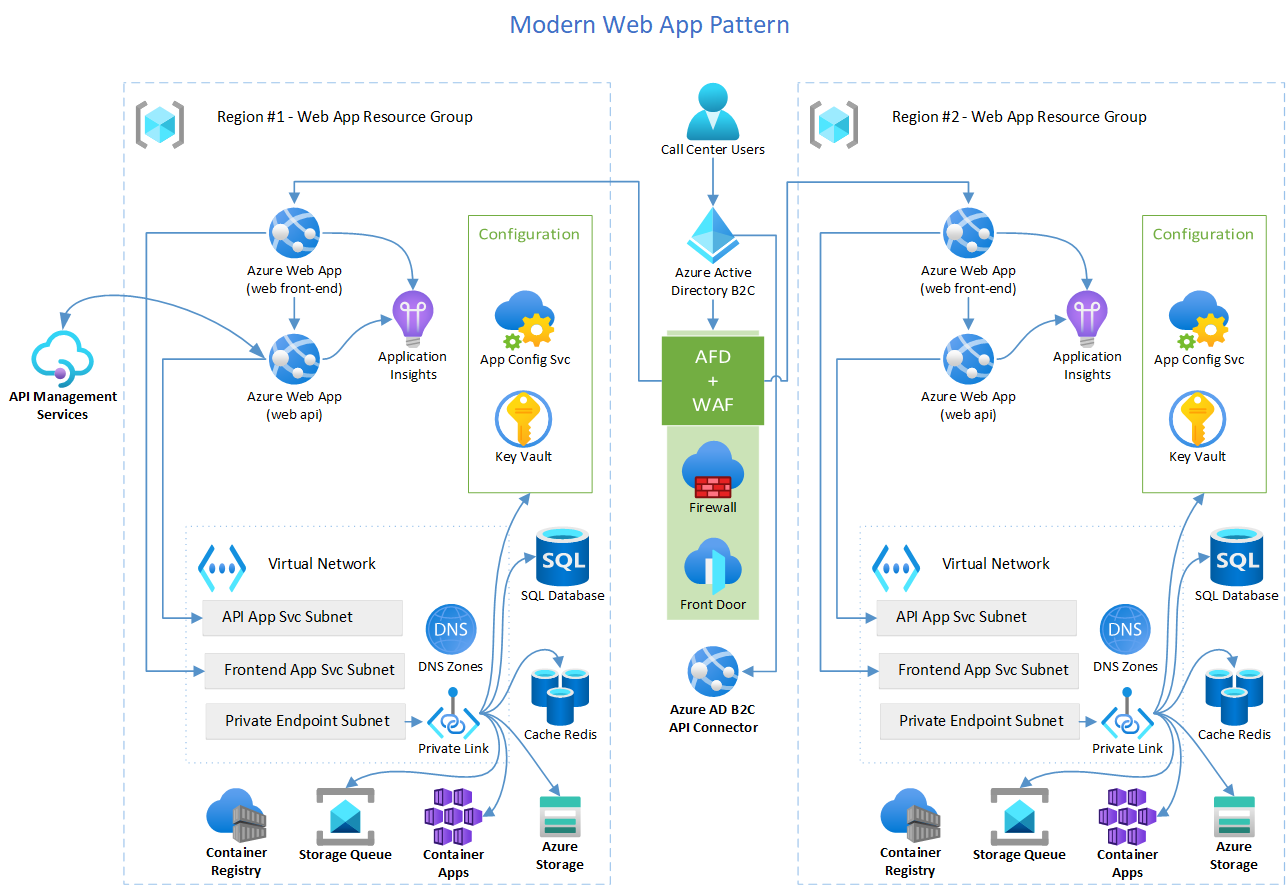 Modern Web App Pattern
Region #1 - Web App Resource Group
Call Center Users
Region #2 - Web App Resource Group
Azure Web App
(web front-end)
Configuration
Azure Active
Directory B2C
Azure Web App
(web front-end)
Configuration
API Management
Services
Azure Web App
(web api)
Application
Insights
App Config Svc
Key Vault
AFD
+
WAF
Firewall
Front Door
Azure Web App
(web api)
Application
Insights
App Config Svc
Key Vault
Virtual Network
API App Svc Subnet
Frontend App Svc Subnet
Private Endpoint Subnet
DNS
DNS Zones
Private Link
SQL
SQL Database
Cache Redis
Azure AD B2C
API Connector
Virtual Network
API App Svc Subnet
Frontend App Svc Subnet
Private Endpoint Subnet
DNS
DNS Zones
Private Link
SQL
SQL Database
Cache Redis
Container
Registry
Storage Queue
Container
Apps
Azure
Storage
Container
Registry
Storage Queue
Container
Apps
Azure
Storage